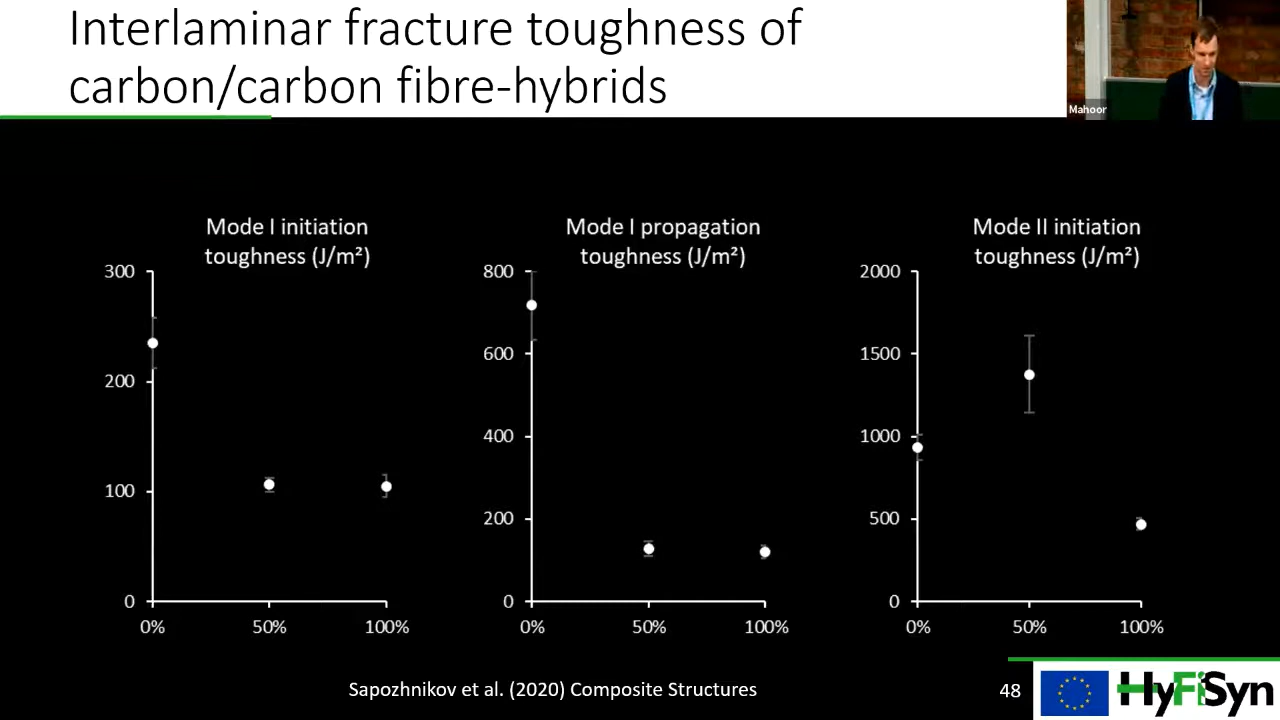 Interlaminar fracture toughness of
carbon/carbon fibre-hybrids
Mahoor
Mode I initiation
toughness (J/m²)
300
200
100
0
0%
50%
100%
Mode I propagation
toughness (J/m²)
800
600
400
200
0
0%
50%
100%
Mode II initiation
toughness (J/m²)
2000
1500
1000
500
0
0%
50%
100%
Sapozhnikov et al. (2020) Composite Structures
48
HyFiSyn